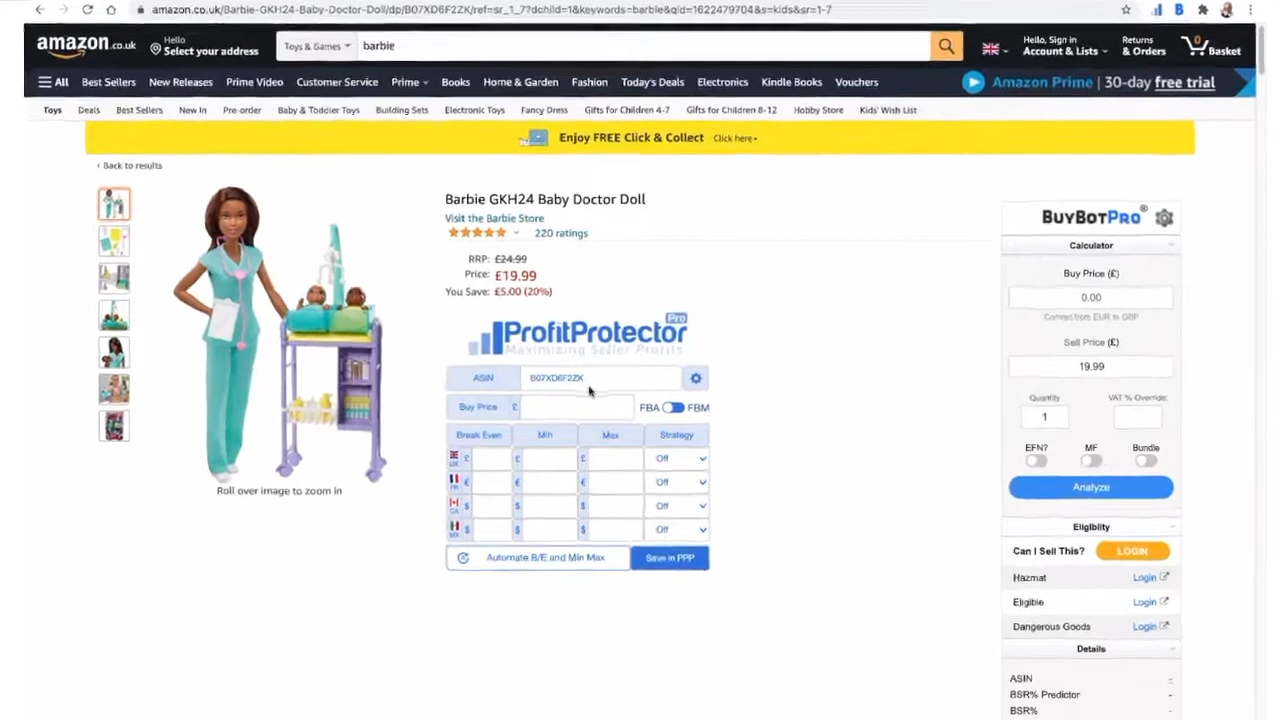 amazon.co.uk/Barbie-GKH24-Baby-Doctor-Doll/dp/B07XD6F2ZK/ref=sr_1_7?dchild=1&keywords=barbie&qid=1622479704&s=kids&sr=1-7
amazon.co.uk
Hello
Select your address
Toys & Games
barbie
Hello, Sign in
Account & Lists
Returns
& Orders
0
Basket
All
Best Sellers
New Releases
Prime Video
Customer Service
Prime
Books
Home & Garden
Fashion
Today's Deals
Electronics
Kindle Books
Vouchers
Amazon Prime | 30-day free trial
Toys
Deals
Best Sellers
New In
Pre-order
Baby & Toddler Toys
Building Sets
Electronic Toys
Fancy Dress
Gifts for Children 4-7
Gifts for Children 8-12
Hobby Store
Kids' Wish List
Enjoy FREE Click & Collect Click here
‹ Back to results
Roll over image to zoom in
Barbie GKH24 Baby Doctor Doll
Visit the Barbie Store
220 ratings
RRP: £24.99
Price: £19.99
You Save: £5.00 (20%)
ProfitProtector Pro
Maximizing Seller Profits
ASIN B07XD6F2ZK
Buy Price £ FBA FBM
Break Even Min Max Strategy
UK £ £ £ Off
FR € € € Off
CA $ $ $ Off
MX $ $ $ Off
Automate B/E and Min Max Save in PPP
BUYBOTPRO®
Calculator
Buy Price (£)
0.00
Convert from EUR to GBP
Sell Price (£)
19.99
Quantity VAT % Override:
1
EFN? MF Bundle
Analyze
Eligiblity
Can I Sell This? LOGIN
Hazmat Login
Eligible Login
Dangerous Goods Login
Details
ASIN -
BSR% Predictor -
BSR% -